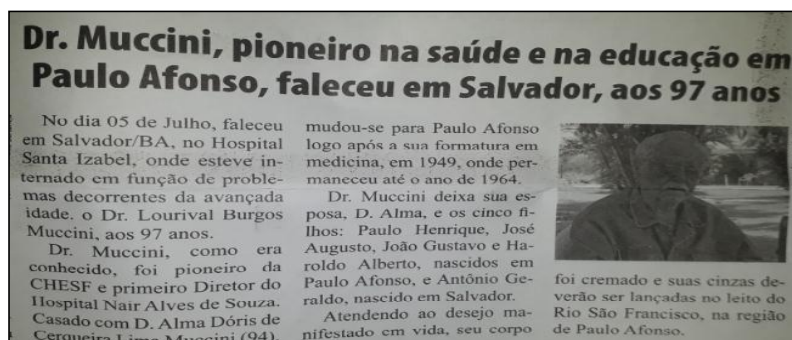 Dr. Muccini, pioneiro na saúde e na educação em
Paulo Afonso, faleceu em Salvador, aos 97 anos
No dia 05 de Julho, faleceu
em Salvador/BA, no Hospital
Santa Izabel, onde esteve in-
ternado em função de proble-
mas decorrentes da avançada
idade. o Dr. Lourival Burgos
Muccini, aos 97 anos.
Dr. Muccini, como era
conhecido, foi pioneiro da
CHESF e primeiro Diretor do
Hospital Nair Alves de Souza.
Casado com D. Alma Dóris de
Cerqueira Lima Muccini (94),
mudou-se para Paulo Afonso
logo após a sua formatura em
medicina, em 1949, onde per-
maneceu até o ano de 1964.
Dr. Muccini deixa sua es-
posa, D. Alma, e os cinco fi-
lhos: Paulo Henrique, José
Augusto, João Gustavo e Ha-
roldo Alberto, nascidos em
Paulo Afonso, e Antônio Ge-
raldo, nascido em Salvador.
Atendendo ao desejo ma-
nifestado em vida, seu corpo
foi cremado e suas cinzas de-
verão ser lançadas no leito do
Rio São Francisco, na região
de Paulo Afonso.